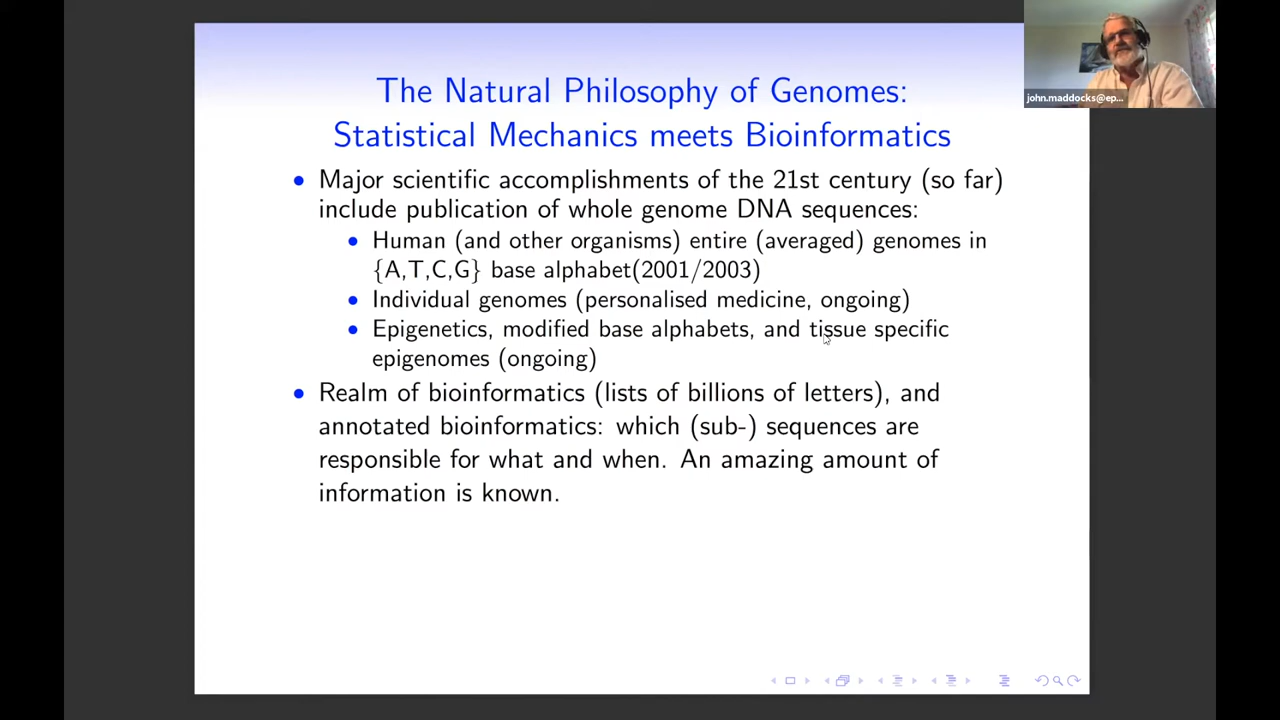 The Natural Philosophy of Genomes:
Statistical Mechanics meets Bioinformatics
• Major scientific accomplishments of the 21st century (so far)
include publication of whole genome DNA sequences:
• Human (and other organisms) entire (averaged) genomes in
{A,T,C,G} base alphabet(2001/2003)
• Individual genomes (personalised medicine, ongoing)
• Epigenetics, modified base alphabets, and tissue specific
epigenomes (ongoing)
• Realm of bioinformatics (lists of billions of letters), and
annotated bioinformatics: which (sub-) sequences are
responsible for what and when. An amazing amount of
information is known.
john.maddocks@ep...